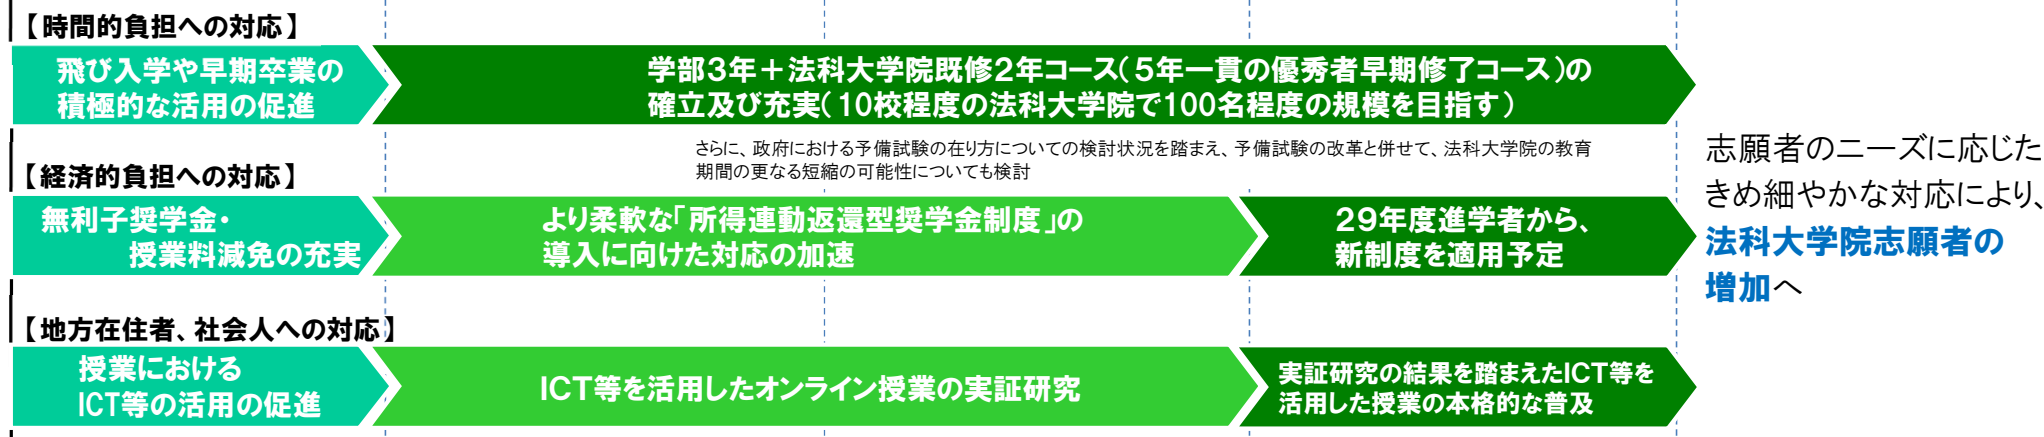 【時間的負担への対応】
飛び入学や早期卒業の
積極的な活用の促進
学部3年＋法科大学院既修2年コース（5年一貫の優秀者早期修了コース）の
確立及び充実（10校程度の法科大学院で100名程度の規模を目指す）
さらに、政府における予備試験の在り方についての検討状況を踏まえ、予備試験の改革と併せて、法科大学院の教育
期間の更なる短縮の可能性についても検討
【経済的負担への対応】
無利子奨学金・
授業料減免の充実
より柔軟な「所得連動返還型奨学金制度」の
導入に向けた対応の加速
29年度進学者から、
新制度を適用予定
【地方在住者、社会人への対応】
授業における
ICT等の活用の促進
ICT等を活用したオンライン授業の実証研究
実証研究の結果を踏まえたICT等を
活用した授業の本格的な普及
志願者のニーズに応じた
きめ細やかな対応により、
法科大学院志願者の
増加へ